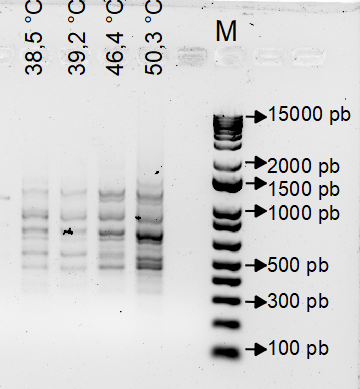 38,5 °C
39,2 °C
46,4 °C
50,3 °C
M
15000 pb
2000 pb
1500 pb
1000 pb
500 pb
300 pb
100 pb